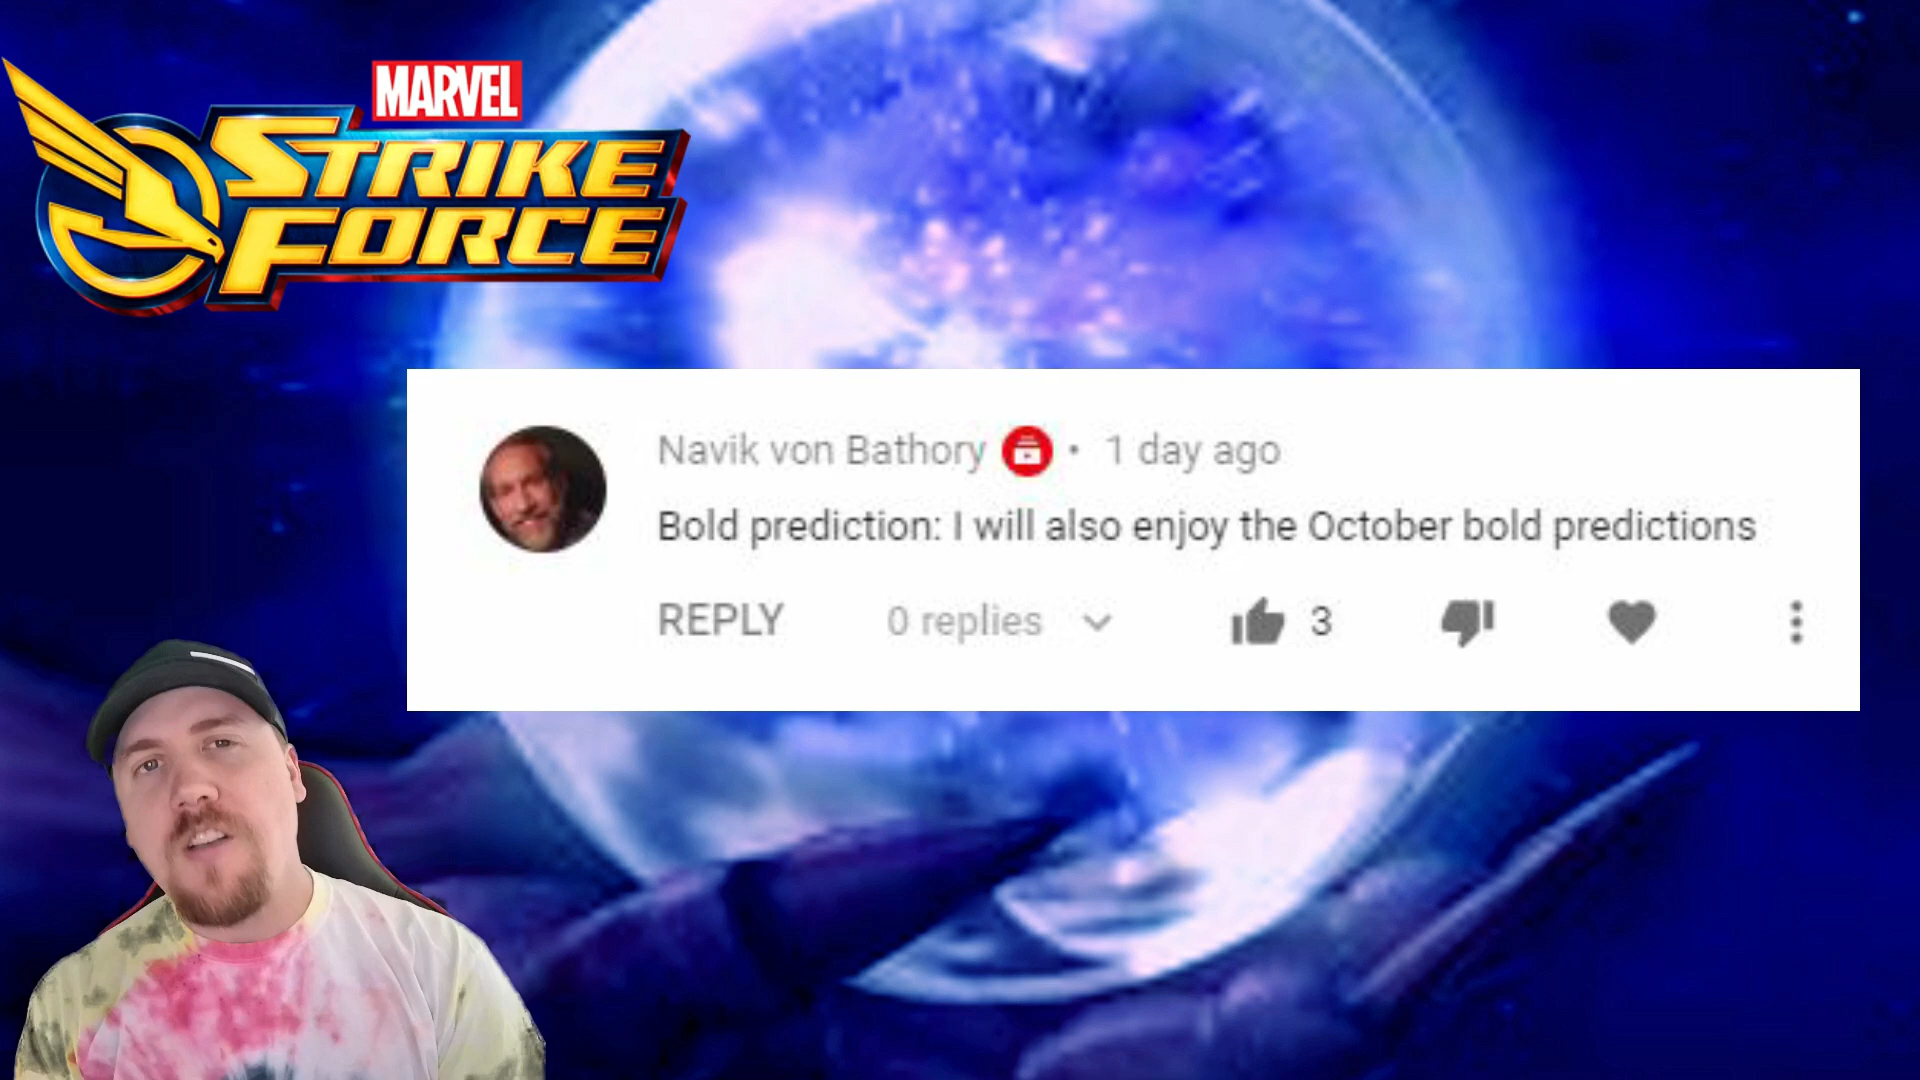 MARVEL
STRIKE
FORCE
Navik von Bathory • 1 day ago
Bold prediction: I will also enjoy the October bold predictions
REPLY 0 replies 3